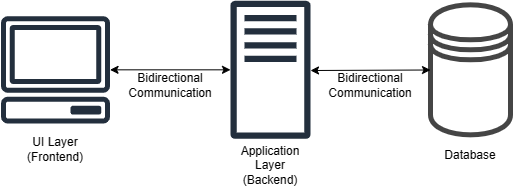 Bidirectional
Communication
Bidirectional
Communication
UI Layer
(Frontend)
Application
Layer
(Backend)
Database